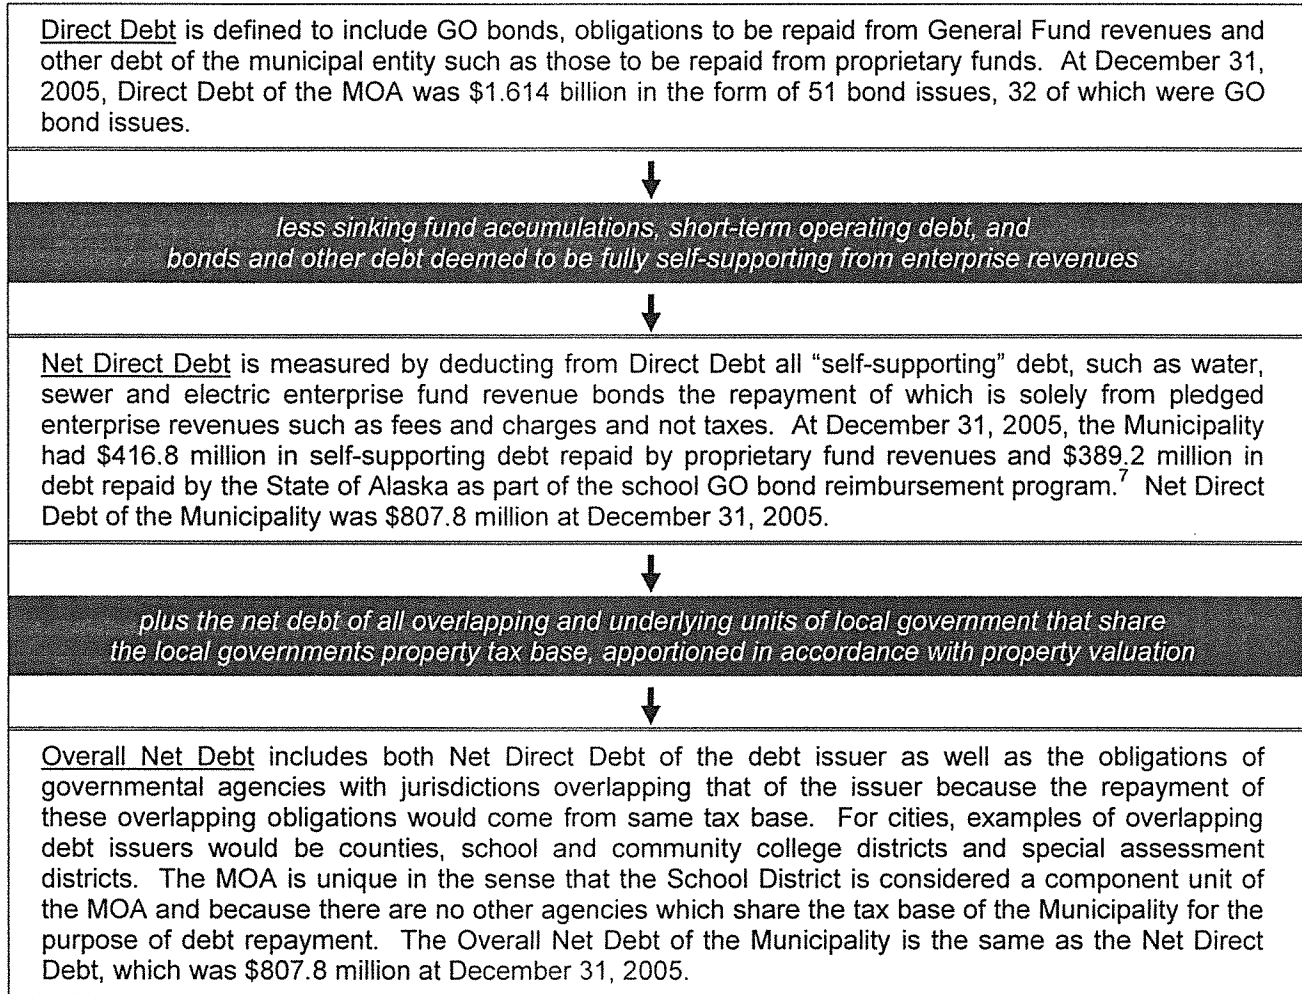 Direct Debt is defined to include GO bonds, obligations to be repaid from General Fund revenues and
other debt of the municipal entity such as those to be repaid from proprietary funds. At December 31,
2005, Direct Debt of the MOA was $1.614 billion in the form of 51 bond issues, 32 of which were GO
bond issues.
less sinking fund accumulations, short-term operating debt, and
bonds and other debt deemed to be fully self-supporting from enterprise revenues
Net Direct Debt is measured by deducting from Direct Debt all “self-supporting” debt, such as water,
sewer and electric enterprise fund revenue bonds the repayment of which is solely from pledged
enterprise revenues such as fees and charges and not taxes. At December 31, 2005, the Municipality
had $416.8 million in self-supporting debt repaid by proprietary fund revenues and $389.2 million in
debt repaid by the State of Alaska as part of the school GO bond reimbursement program.7 Net Direct
Debt of the Municipality was $807.8 million at December 31, 2005.
plus the net debt of all overlapping and underlying units of local government that share
the local governments property tax base, apportioned in accordance with property valuation
Overall Net Debt includes both Net Direct Debt of the debt issuer as well as the obligations of
governmental agencies with jurisdictions overlapping that of the issuer because the repayment of
these overlapping obligations would come from same tax base. For cities, examples of overlapping
debt issuers would be counties, school and community college districts and special assessment
districts. The MOA is unique in the sense that the School District is considered a component unit of
the MOA and because there are no other agencies which share the tax base of the Municipality for the
purpose of debt repayment. The Overall Net Debt of the Municipality is the same as the Net Direct
Debt, which was $807.8 million at December 31, 2005.